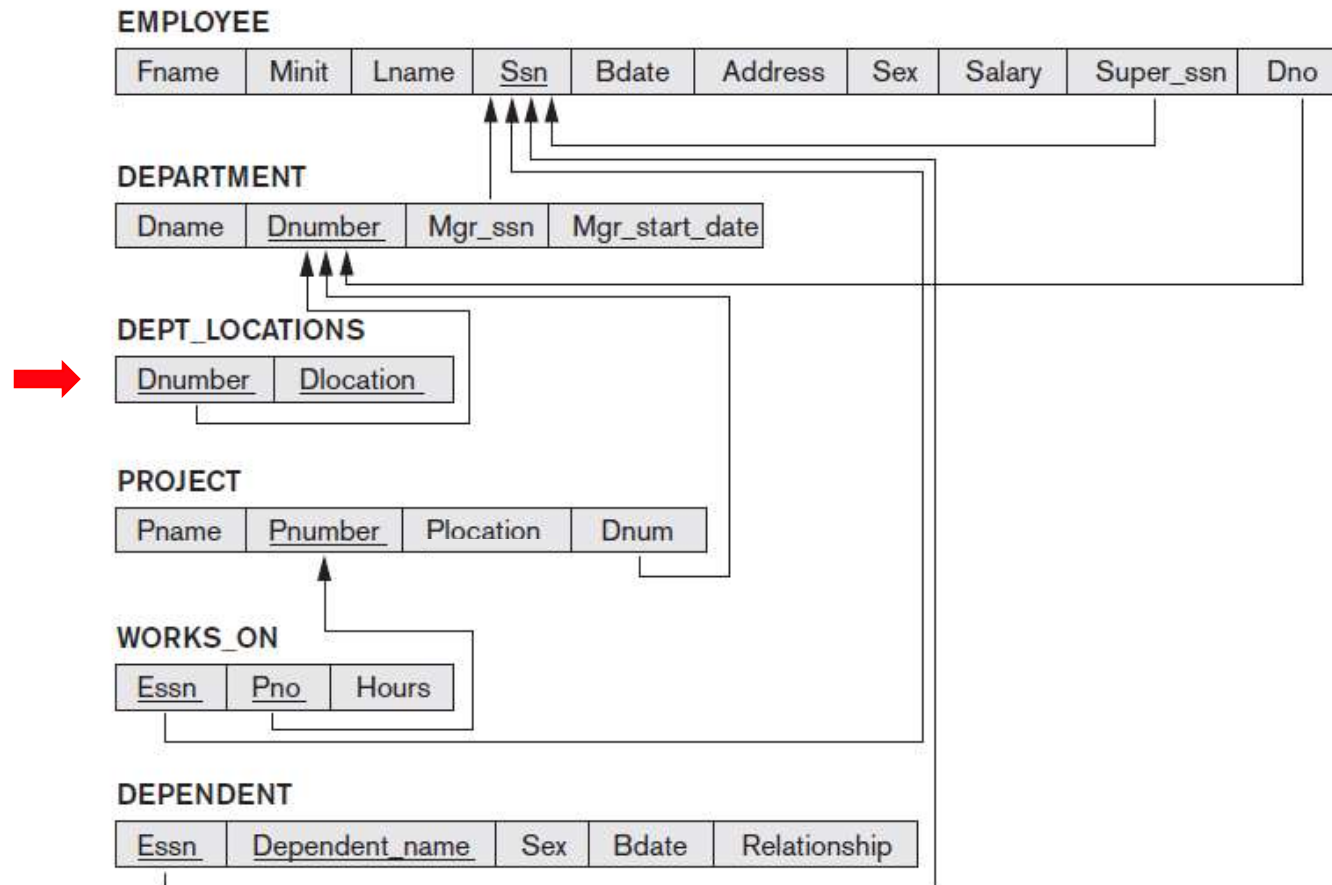 EMPLOYEE
Fname Minit Lname Ssn Bdate Address Sex Salary Super_ssn Dno
DEPARTMENT
Dname Dnumber Mgr_ssn Mgr_start_date
DEPT_LOCATIONS
Dnumber Dlocation
PROJECT
Pname Pnumber Plocation Dnum
WORKS_ON
Essn Pno Hours
DEPENDENT
Essn Dependent_name Sex Bdate Relationship